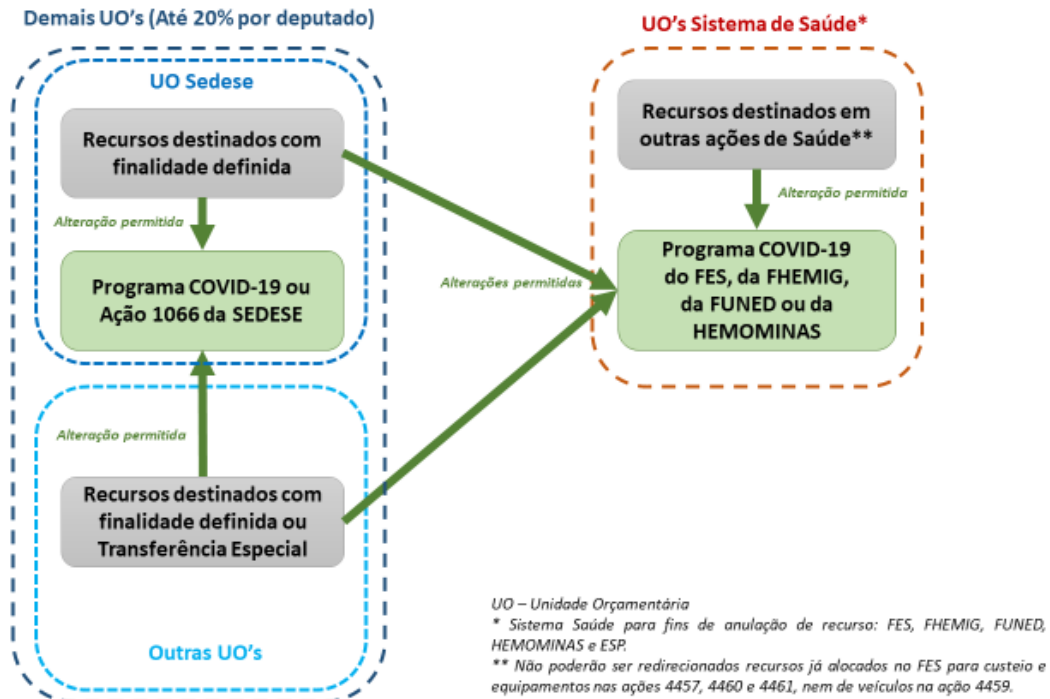 Demais UO's (Até 20% por deputado)
UO Sedese
Recursos destinados com
finalidade definida
Alteração permitida
Programa COVID-19 ou
Ação 1066 da SEDESE
Alteração permitida
Recursos destinados com
finalidade definida ou
Transferência Especial
Outras UO's
Alterações permitidas
UO's Sistema de Saúde*
Recursos destinados em
outras ações de Saúde**
Alteração permitida
Programa COVID-19
do FES, da FHEMIG,
da FUNED ou da
HEMOMINAS
UO – Unidade Orçamentária
* Sistema Saúde para fins de anulação de recurso: FES, FHEMIG, FUNED,
HEMOMINAS e ESP.
** Não poderão ser redirecionados recursos já alocados no FES para custeio e
equipamentos nas ações 4457, 4460 e 4461, nem de veículos na ação 4459.